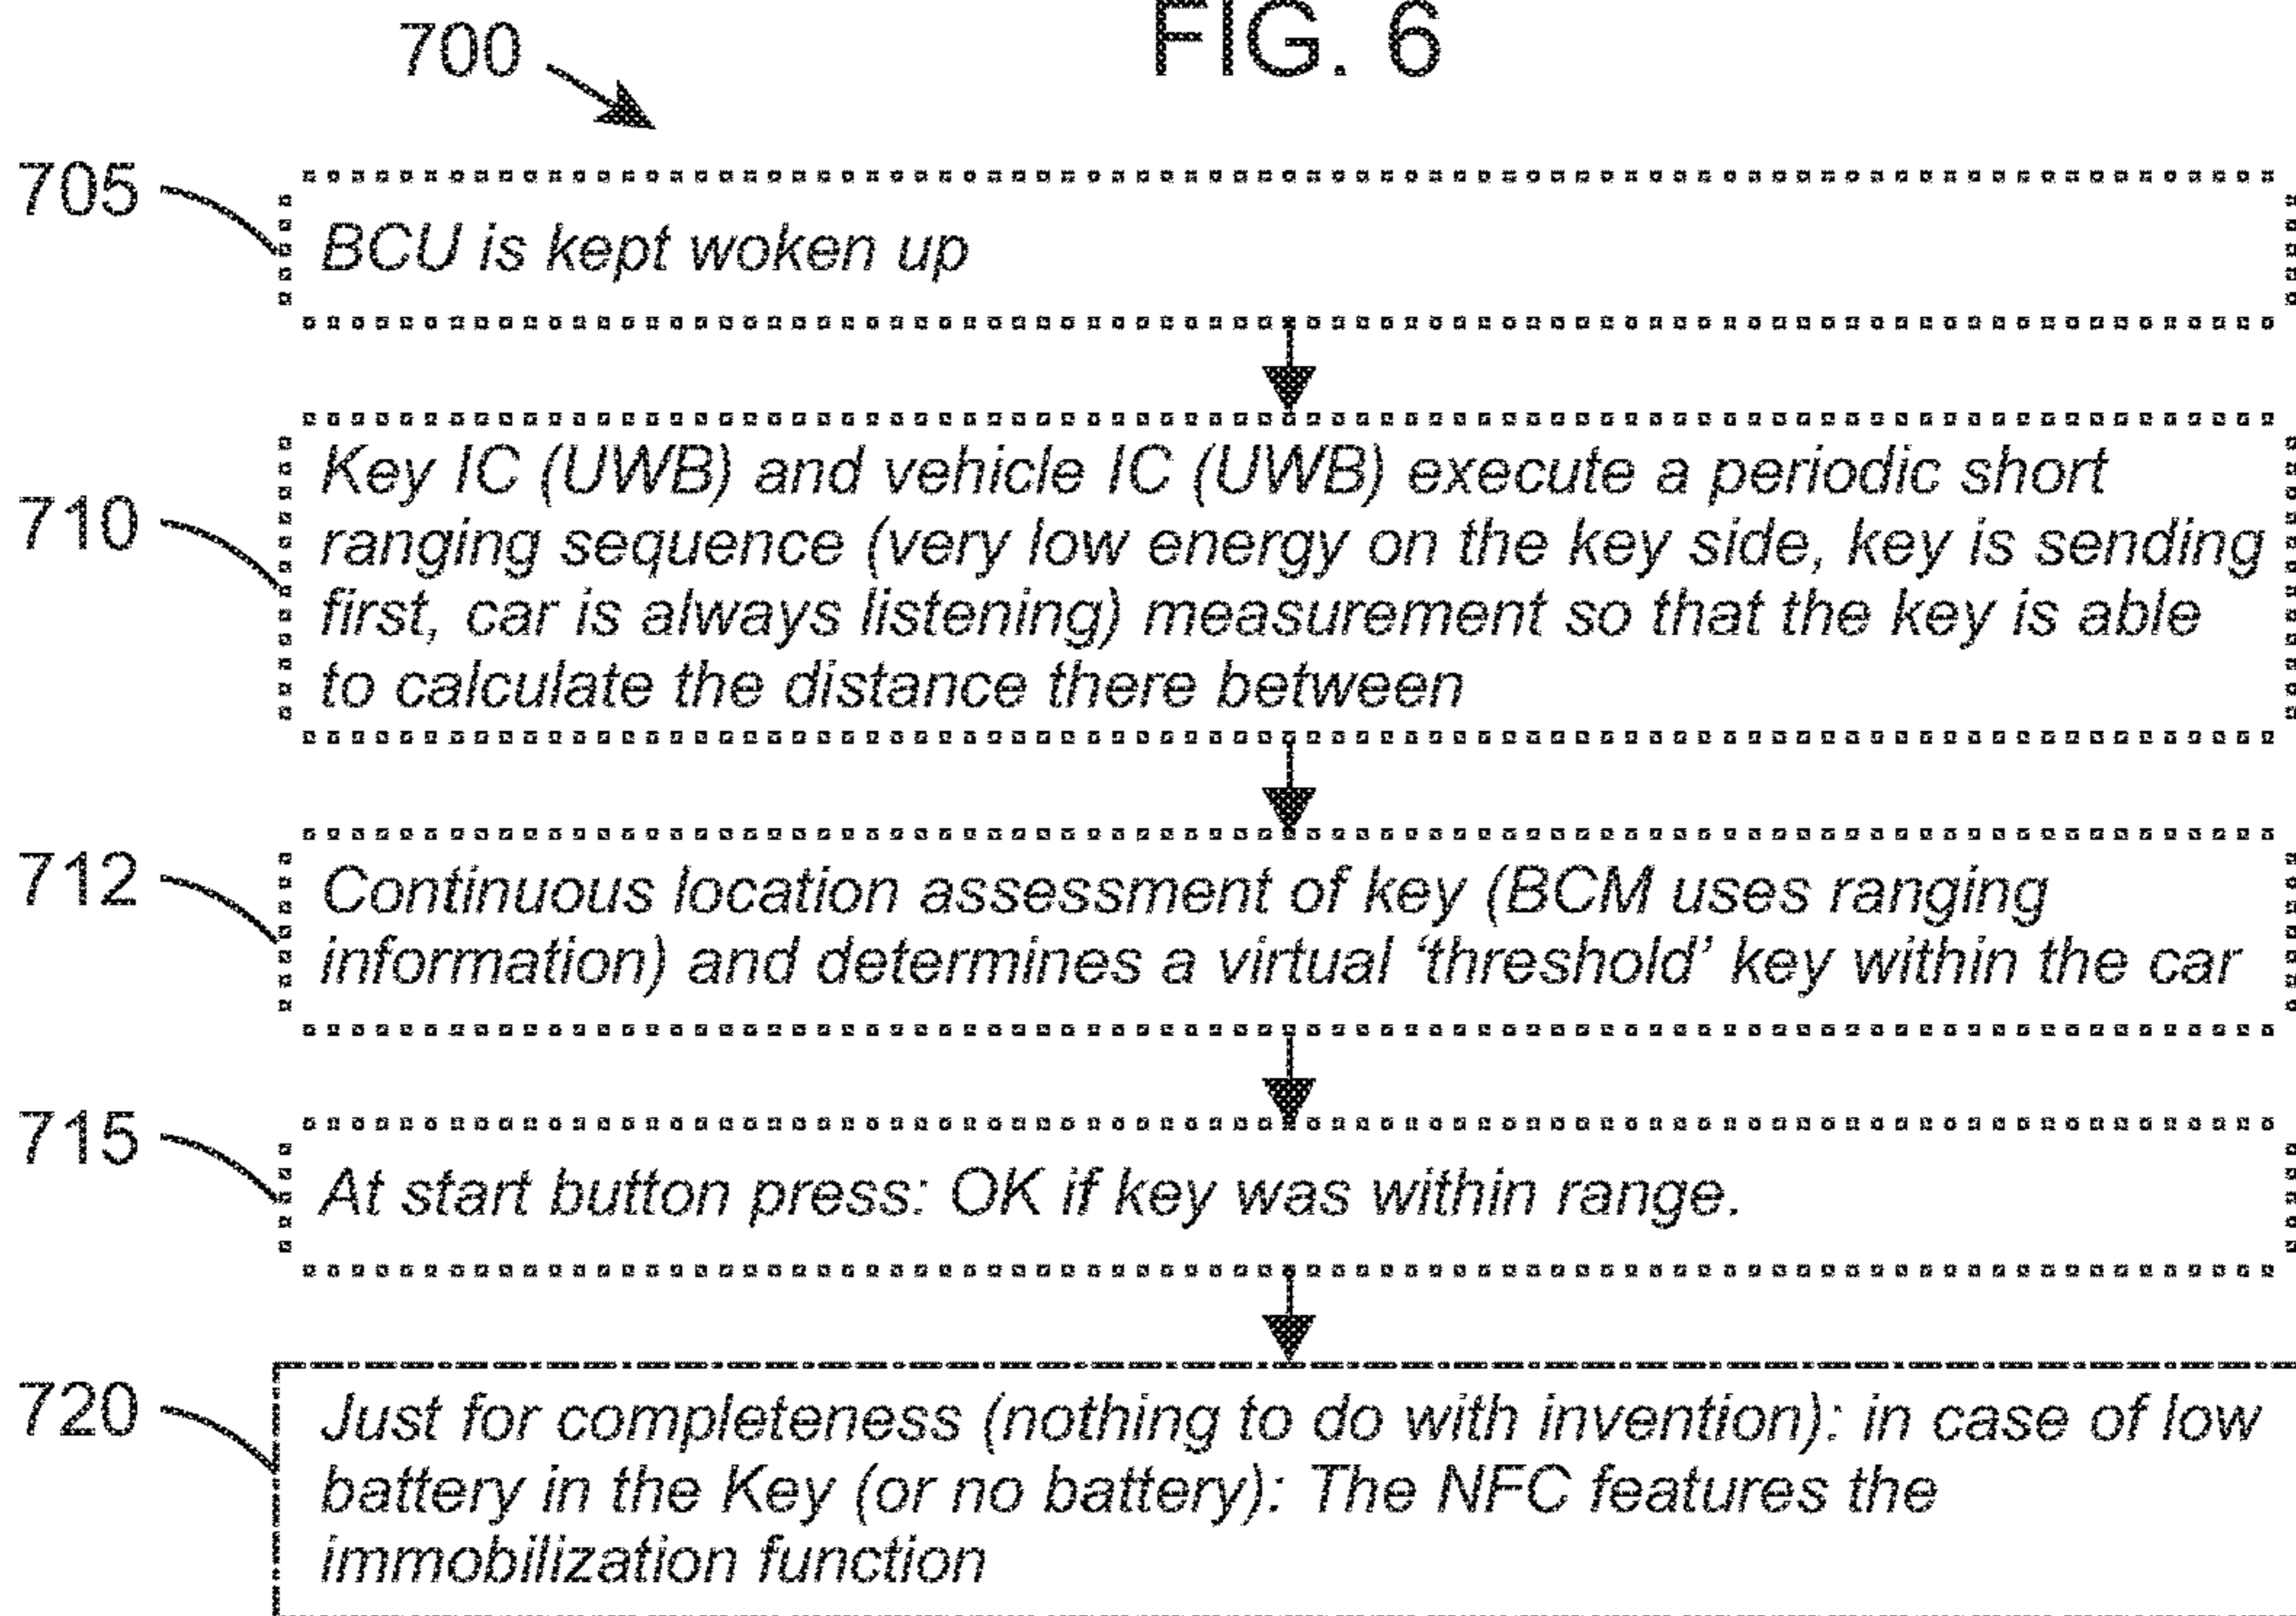 FIG. 6
700
705
BCU is kept woken up
710
Key IC (UWB) and vehicle IC (UWB) execute a periodic short
ranging sequence (very low energy on the key side, key is sending
first, car is always listening) measurement so that the key is able
to calculate the distance there between
712
Continuous location assessment of key (BCM uses ranging
information) and determines a virtual ‘threshold’ key within the car
715
At start button press: OK if key was within range.
720
Just for completeness (nothing to do with invention): in case of low
battery in the Key (or no battery): The NFC features the
immobilization function